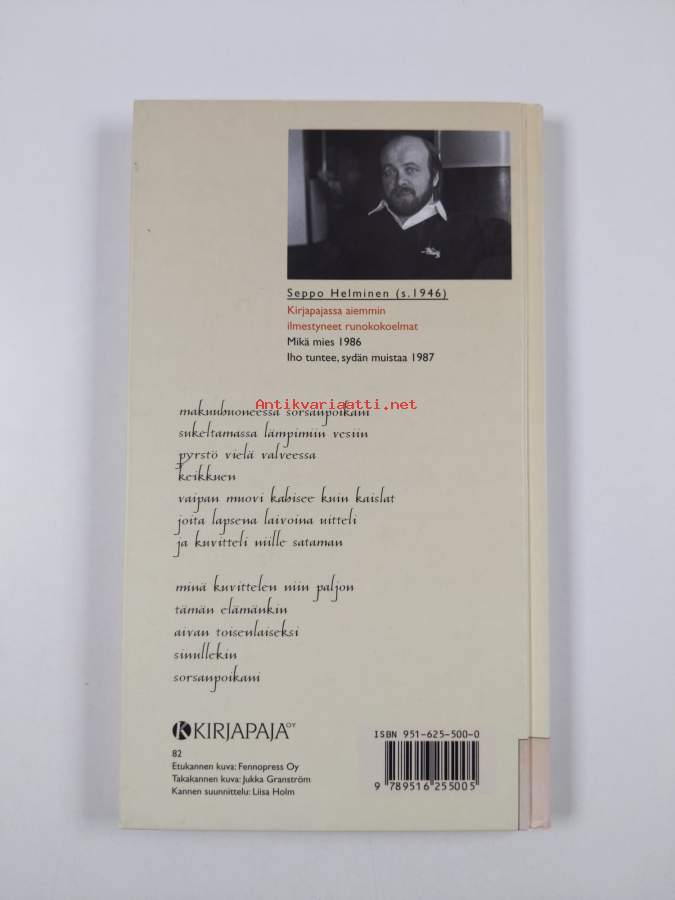 Seppo Helminen (s.1946)
Kirjapajassa aiemmin
ilmestyneet runokokoelmat
Mikä mies 1986
Iho tuntee, sydän muistaa 1987
Antikvariaatti.net
makuuhuoneessa sorsanpoikani
sukeltamassa lämpimiin vesiin
pyrstö vielä valveessa
keikkuen
vaipan muovi kahisee kuin kaislat
joita lapsena laivoina uitteli
ja kuvitteli niille sataman
minä kuvittelen niin paljon
tämän elämänkin
aivan toisenlaiseksi
sinullekin
sorsanpoikani
KIRJAPAJA OY
82
Etukannen kuva: Fennopress Oy
Takakannen kuva: Jukka Granström
Kannen suunnittelu: Liisa Holm
ISBN 951-625-500-0
9 789516 255005